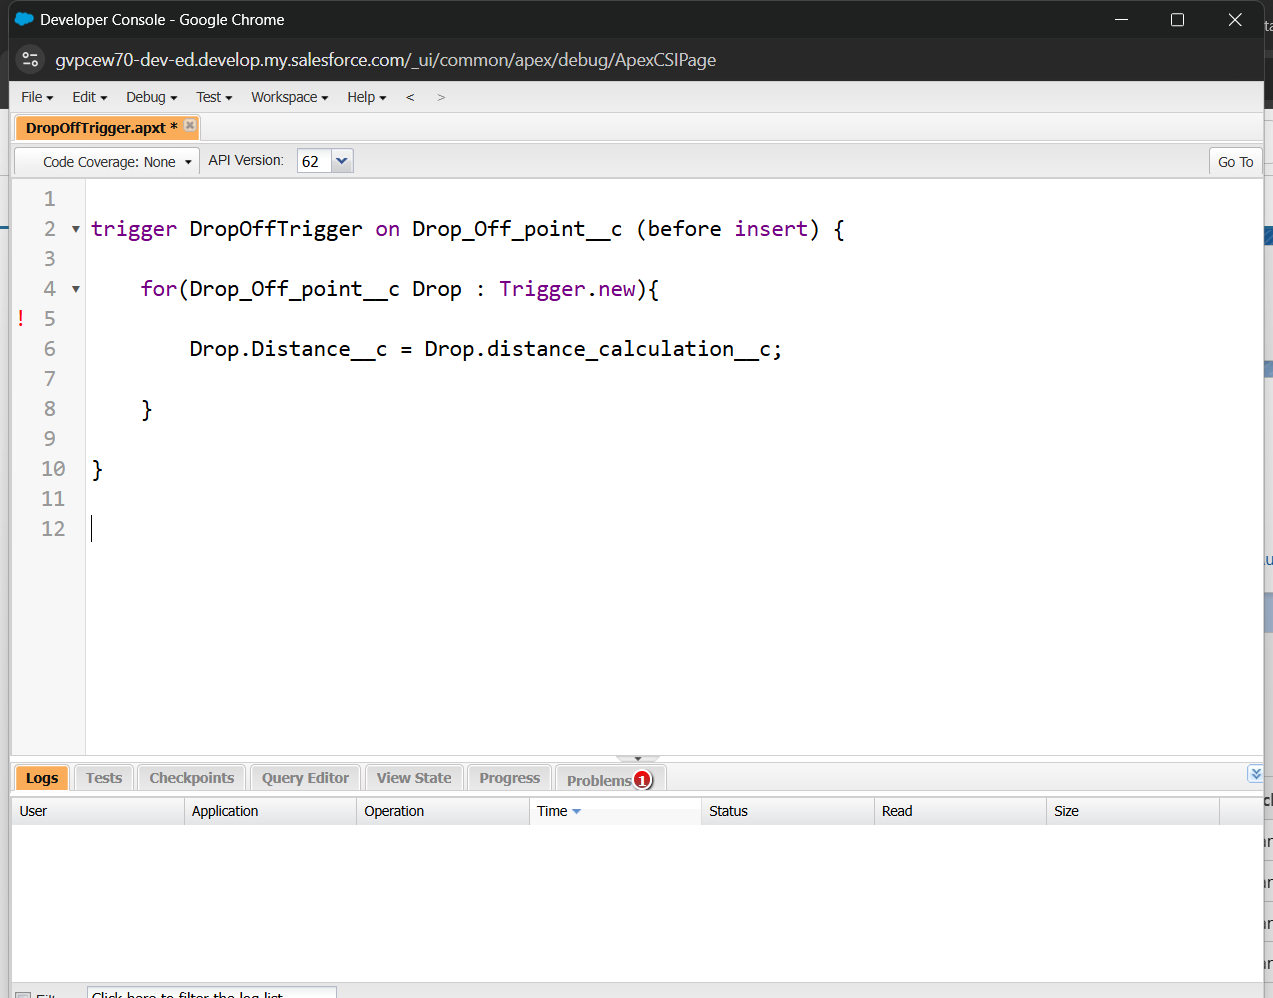 Developer Console - Google Chrome
gvpcew70-dev-ed.develop.my.salesforce.com/_ui/common/apex/debug/ApexCSIPage
File Edit Debug Test Workspace Help < >
DropOffTrigger.apxt *
Code Coverage: None API Version: 62 Go To
1
2 trigger DropOffTrigger on Drop_Off_point__c (before insert) {
3
4 for(Drop_Off_point__c Drop : Trigger.new){
! 5
6 Drop.Distance__c = Drop.distance_calculation__c;
7
8 }
9
10 }
11
12
Logs Tests Checkpoints Query Editor View State Progress Problems 1
User Application Operation Time Status Read Size
Click here to filter the log list